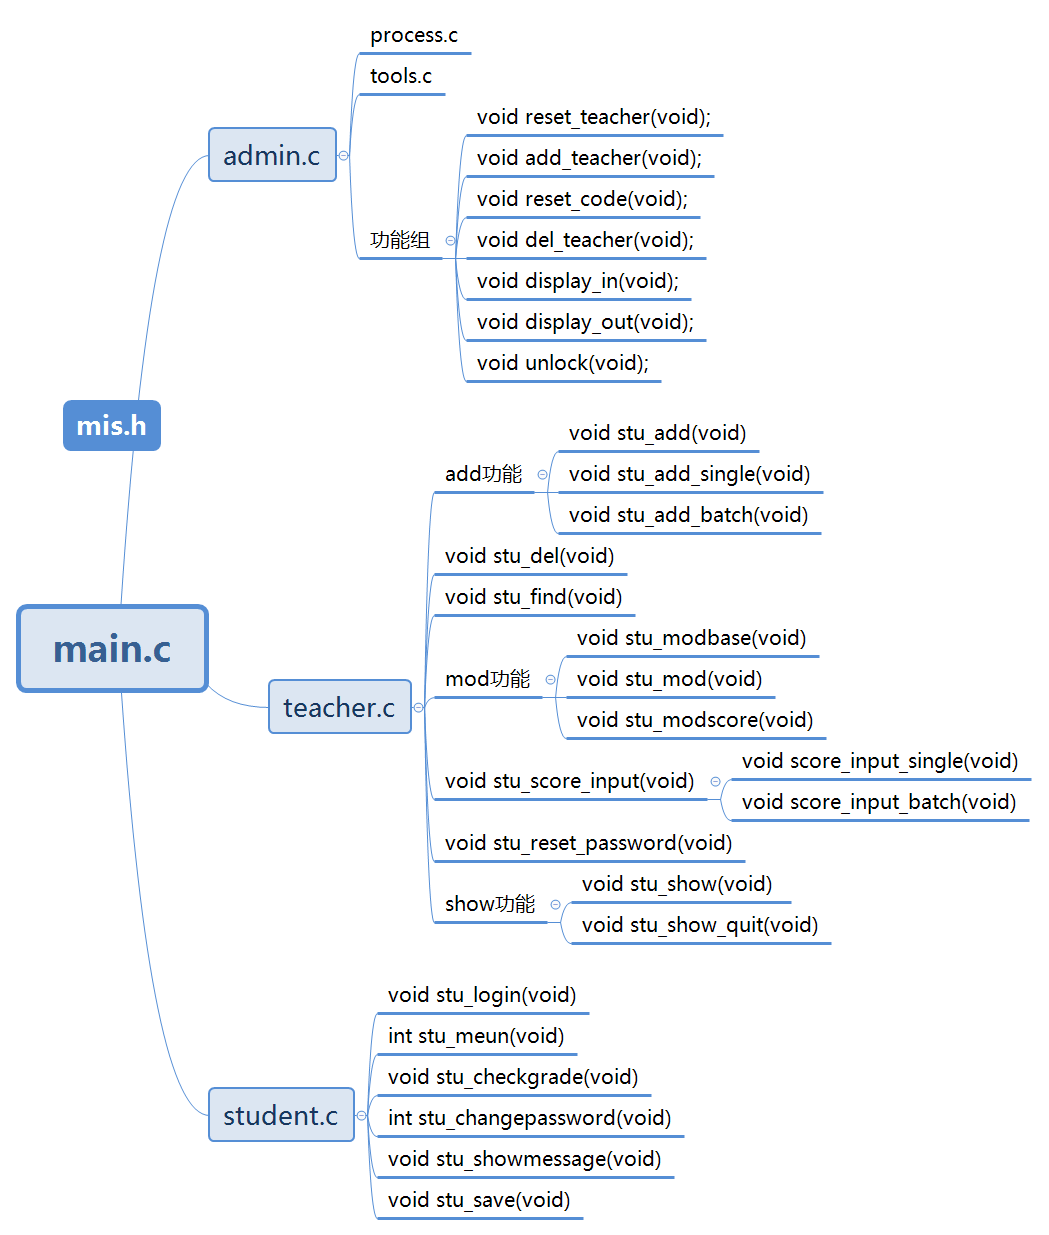 process.c
tools.c
admin.c
void reset_teacher(void);
void add_teacher(void);
void reset_code(void);
功能组
void del_teacher(void);
void display_in(void);
void display_out(void);
void unlock(void);
mis.h
main.c
teacher.c
add功能
void stu_add(void)
void stu_add_single(void)
void stu_add_batch(void)
void stu_del(void)
void stu_find(void)
mod功能
void stu_modbase(void)
void stu_mod(void)
void stu_modscore(void)
void stu_score_input(void)
void score_input_single(void)
void score_input_batch(void)
void stu_reset_password(void)
show功能
void stu_show(void)
void stu_show_quit(void)
student.c
void stu_login(void)
int stu_meun(void)
void stu_checkgrade(void)
int stu_changepassword(void)
void stu_showmessage(void)
void stu_save(void)